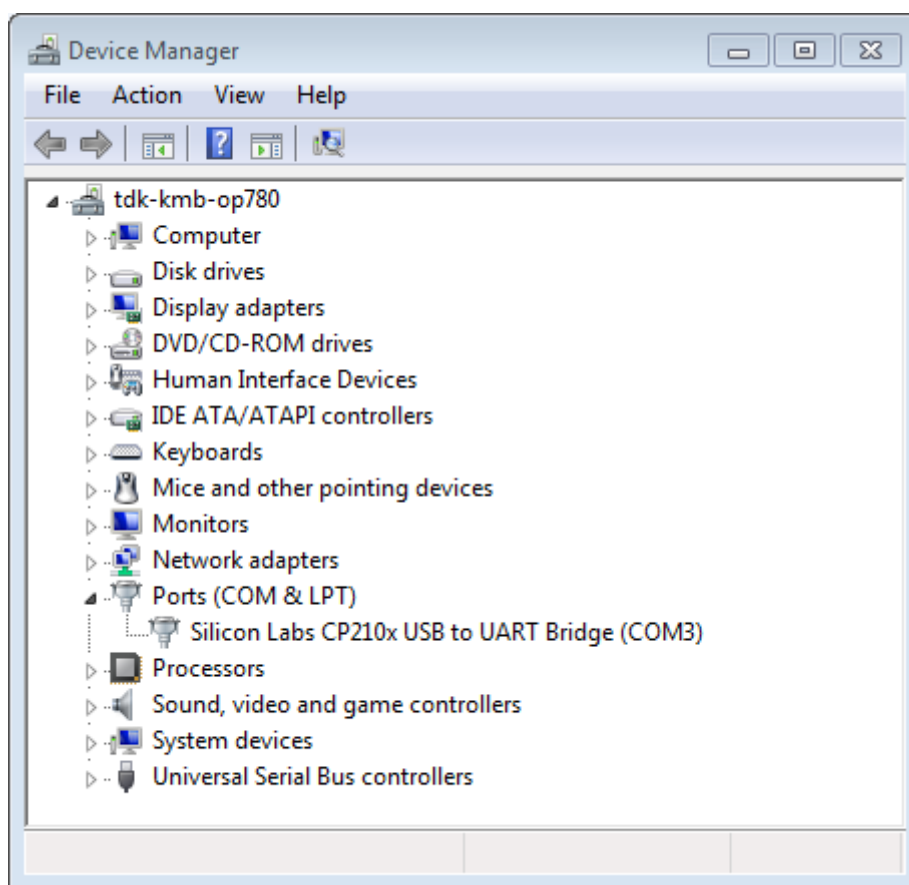 Device Manager
File Action View Help
tdk-kmb-op780
Computer
Disk drives
Display adapters
DVD/CD-ROM drives
Human Interface Devices
IDE ATA/ATAPI controllers
Keyboards
Mice and other pointing devices
Monitors
Network adapters
Ports (COM & LPT)
Silicon Labs CP210x USB to UART Bridge (COM3)
Processors
Sound, video and game controllers
System devices
Universal Serial Bus controllers